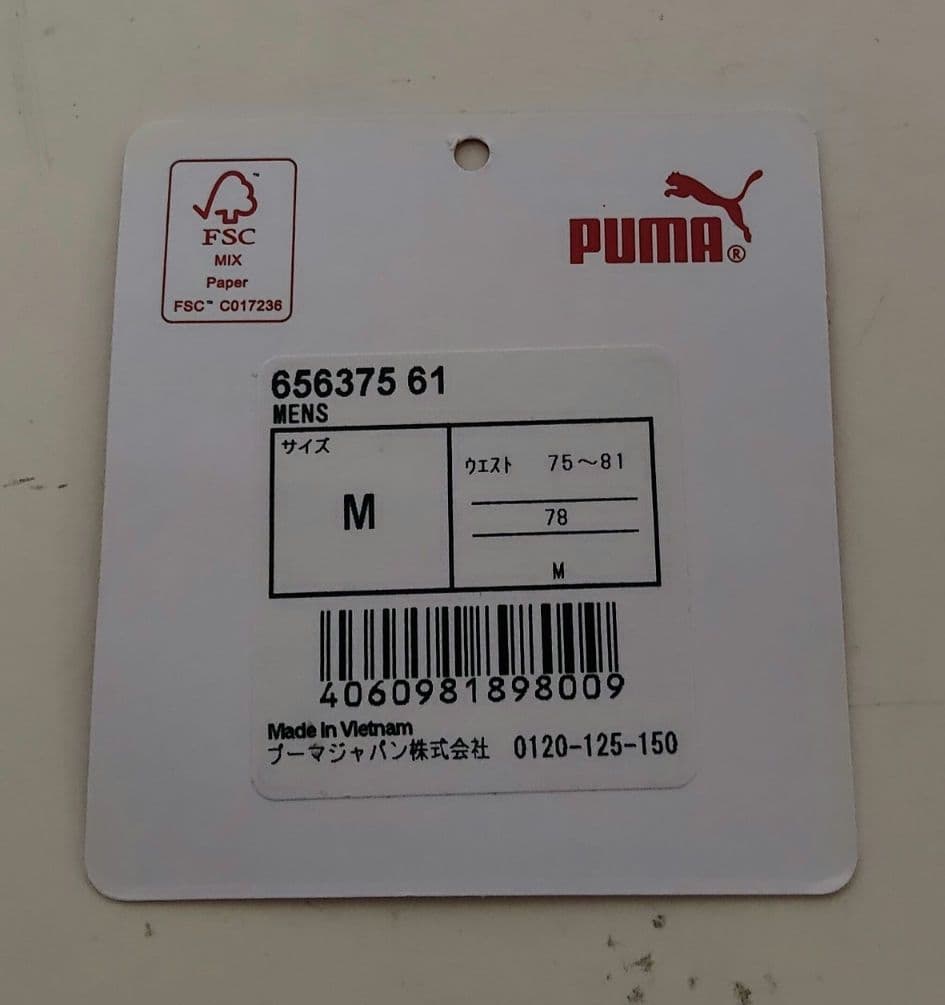 FSC™
MIX
Paper
FSC™ C017236
PUMA®
656375 61
MENS
サイズ
M
ウエスト 75～81
78
M
4060981898009
Made in Vietnam
プーマジャパン株式会社 0120-125-150